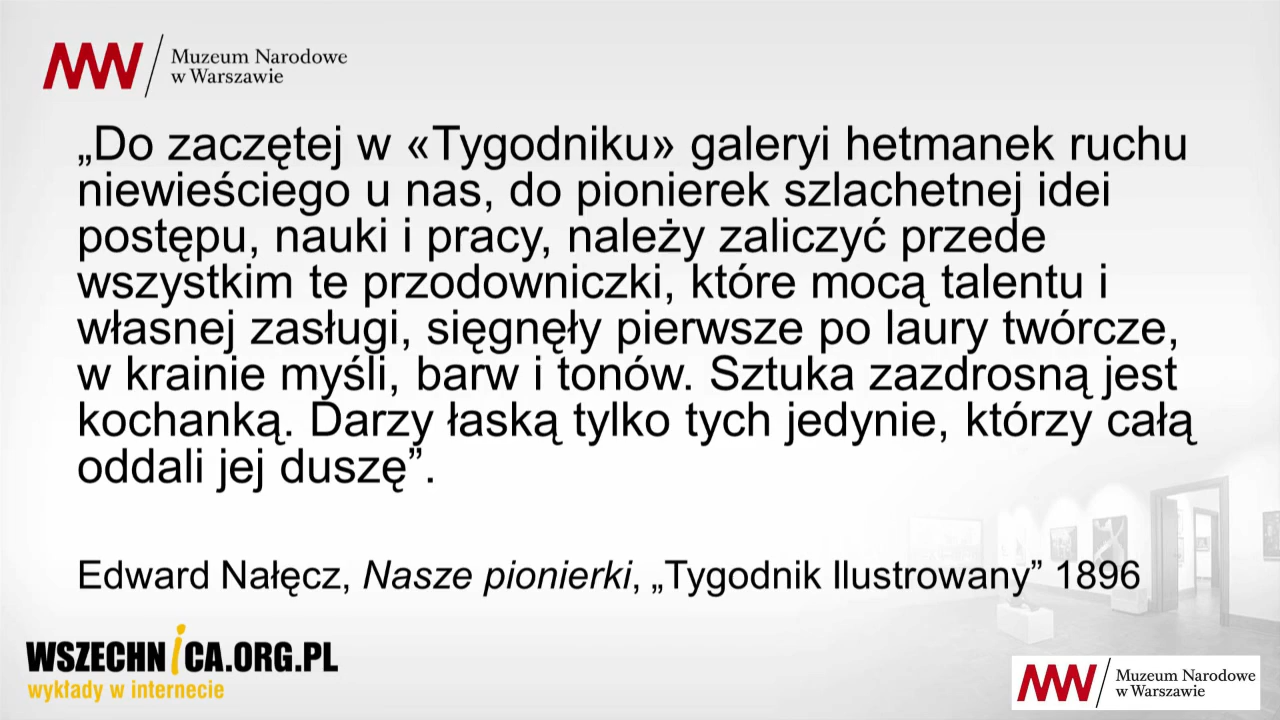 Muzeum Narodowe
w Warszawie
„Do zaczętej w «Tygodniku» galeryi hetmanek ruchu
niewieściego u nas, do pionierek szlachetnej idei
postępu, nauki i pracy, należy zaliczyć przede
wszystkim te przodowniczki, które mocą talentu i
własnej zasługi, sięgnęły pierwsze po laury twórcze,
w krainie myśli, barw i tonów. Sztuka zazdrosną jest
kochanką. Darzy łaską tylko tych jedynie, którzy całą
oddali jej duszę”.
Edward Nałęcz, Nasze pionierki, „Tygodnik Ilustrowany” 1896
WSZECHNiCA.ORG.PL
wykłady w internecie
Muzeum Narodowe
w Warszawie